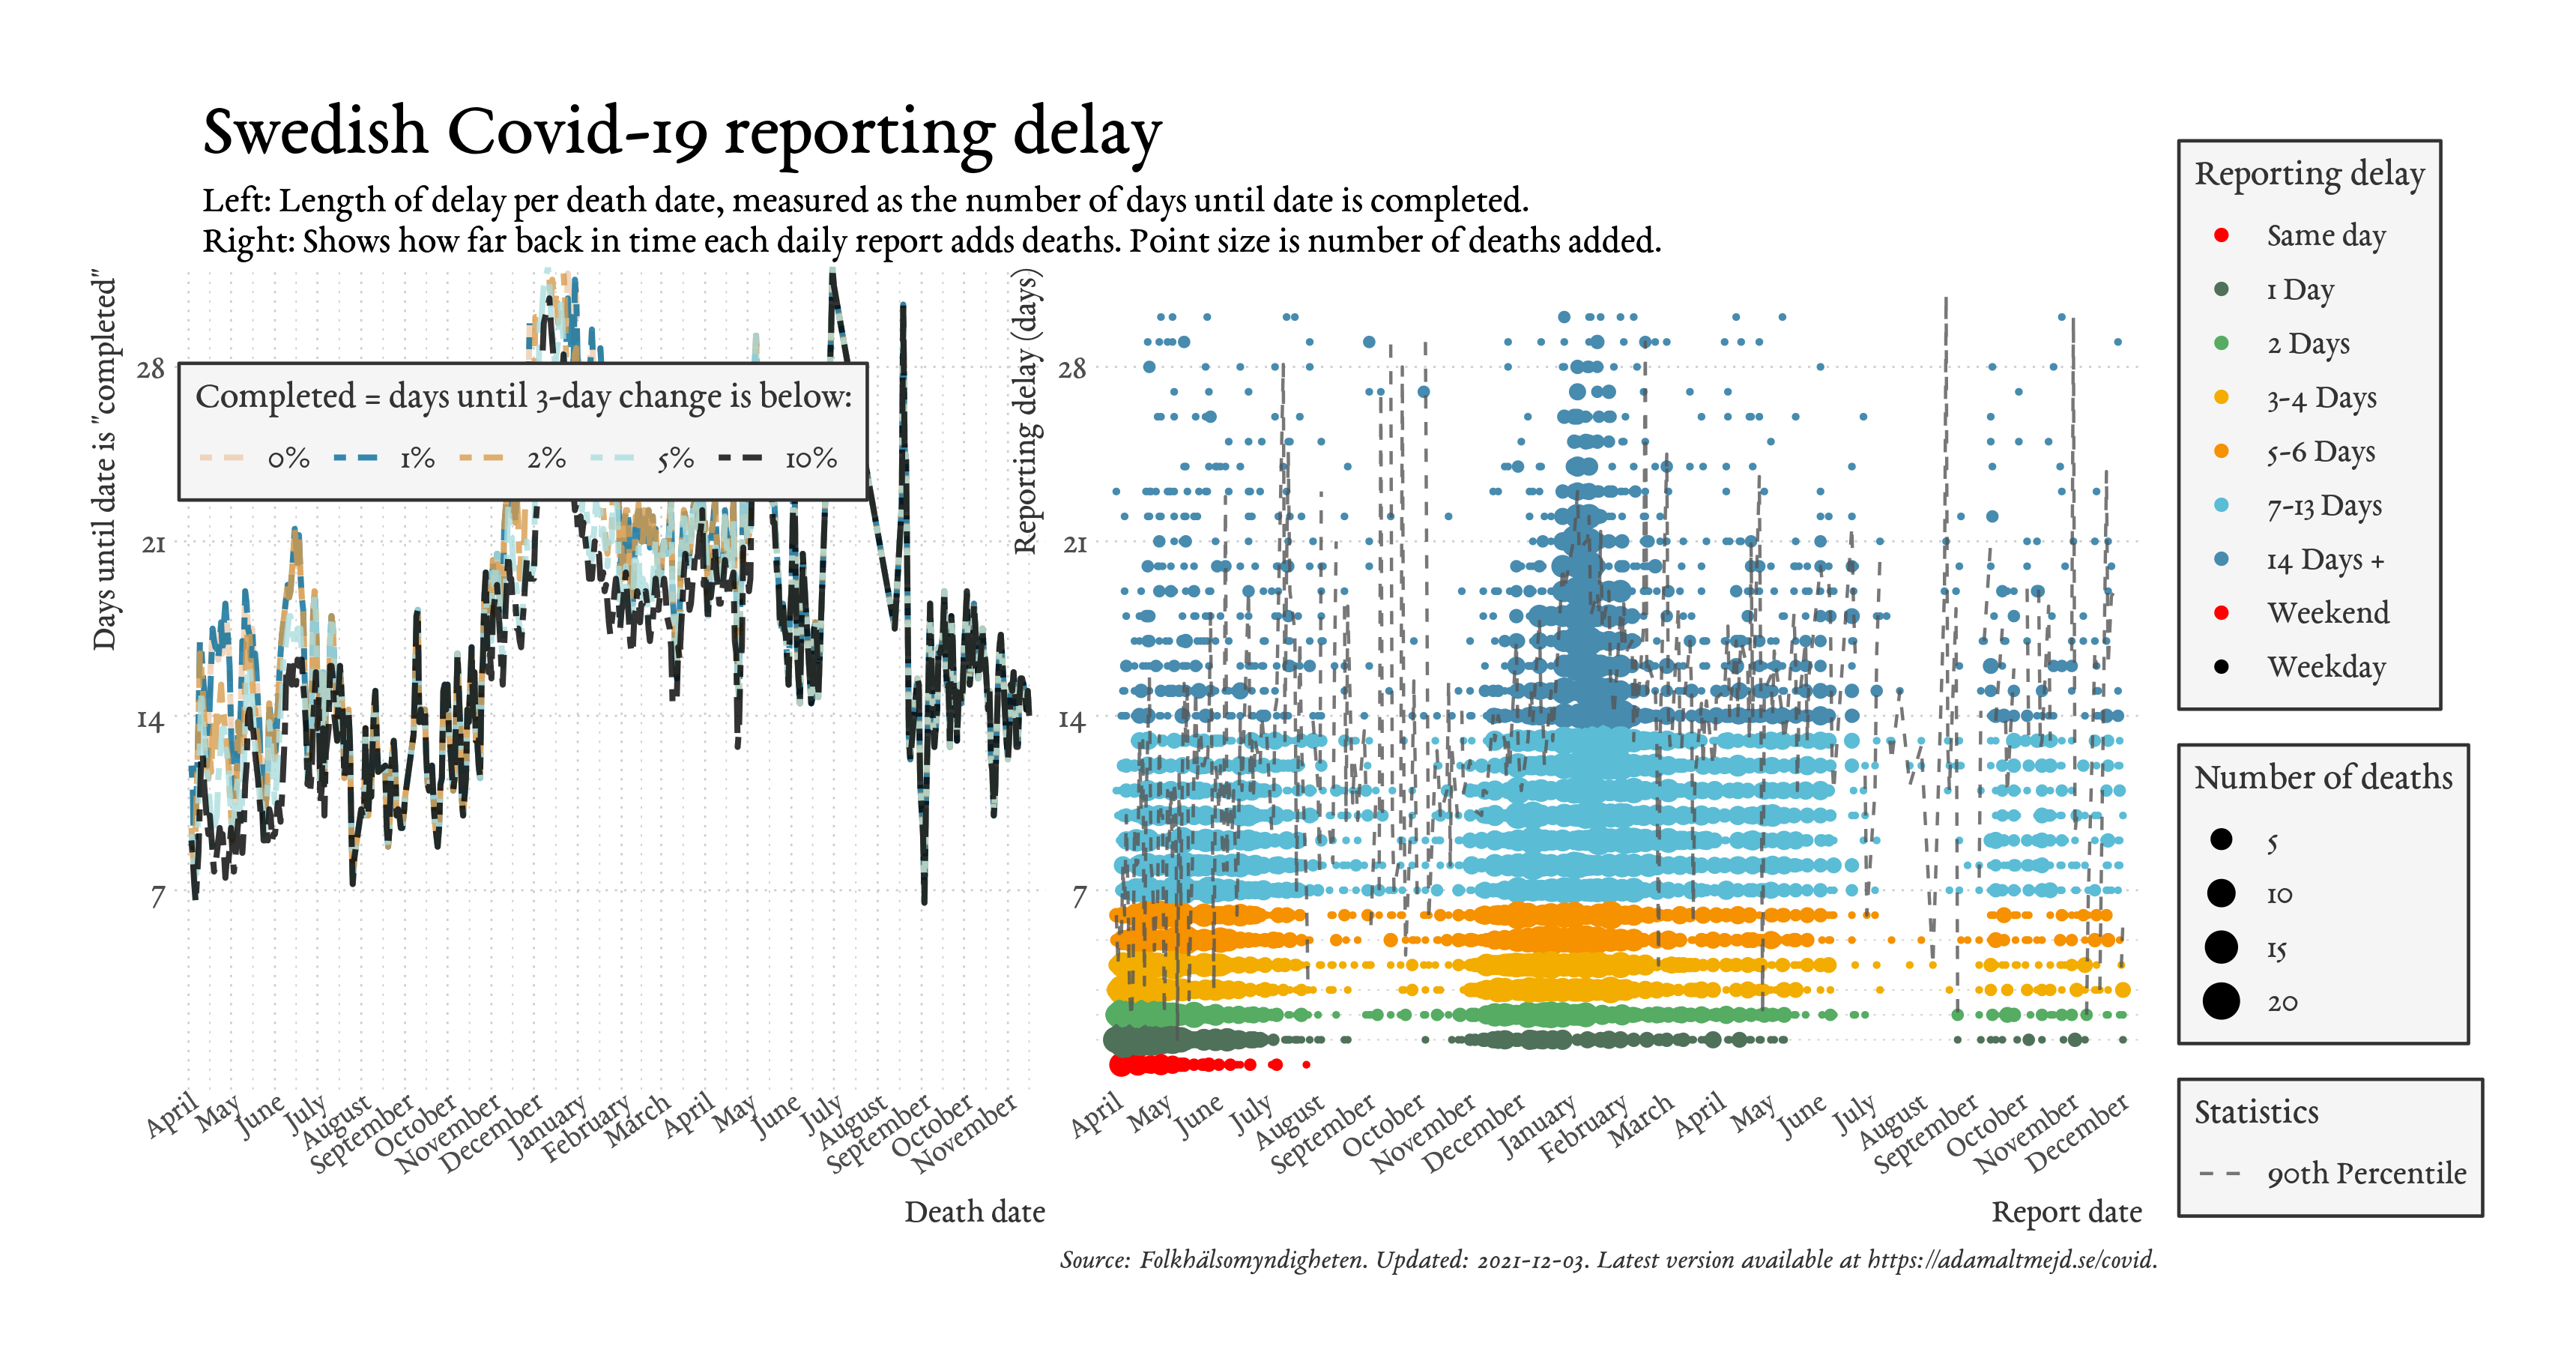 Swedish Covid-19 reporting delay
Left: Length of delay per death date, measured as the number of days until date is completed.
Right: Shows how far back in time each daily report adds deaths. Point size is number of deaths added.
Days until date is "completed"
28
21
14
7
Completed = days until 3-day change is below:
0% 1% 2% 5% 10%
April
May
June
July
August
September
October
November
December
January
February
March
April
May
June
July
August
September
October
November
Death date
Reporting delay (days)
28
21
14
7
April
May
June
July
August
September
October
November
December
January
February
March
April
May
June
July
August
September
October
November
December
Report date
Reporting delay
Same day
1 Day
2 Days
3-4 Days
5-6 Days
7-13 Days
14 Days +
Weekend
Weekday
Number of deaths
5
10
15
20
Statistics
90th Percentile
Source: Folkhälsomyndigheten. Updated: 2021-12-03. Latest version available at https://adamaltmejd.se/covid.